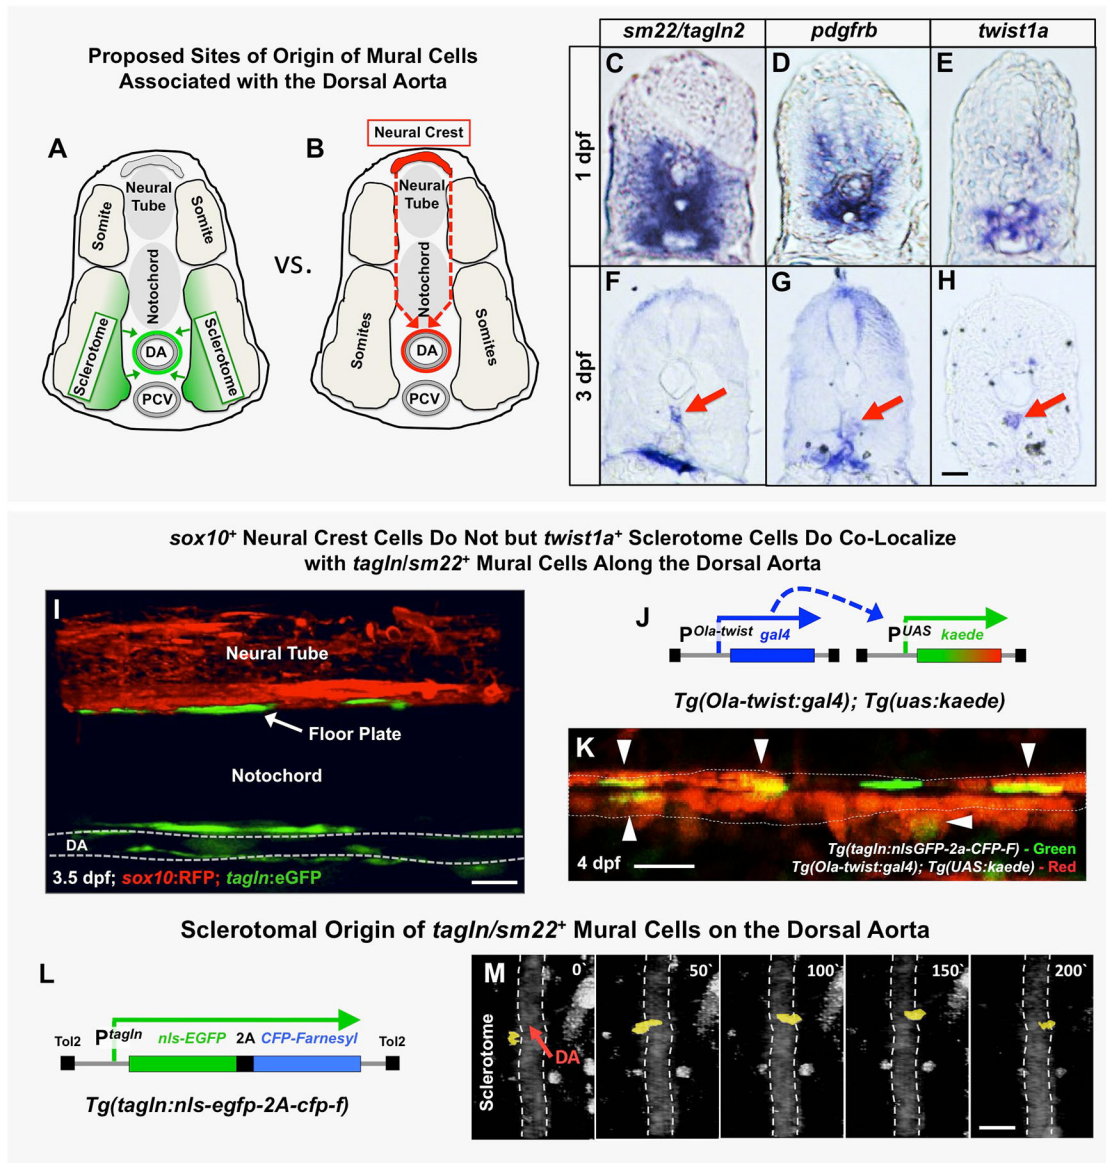 Proposed Sites of Origin of Mural Cells
Associated with the Dorsal Aorta
A
Neural
Tube
Somite
Somite
Notochord
Sclerotome
Sclerotome
DA
PCV
vs.
B
Neural Crest
Neural
Tube
Notochord
Somites
Somites
DA
PCV
sm22/tagln2
pdgfrb
twist1a
1 dpf
C
D
E
3 dpf
F
G
H
sox10+ Neural Crest Cells Do Not but twist1a+ Sclerotome Cells Do Co-Localize
with tagln/sm22+ Mural Cells Along the Dorsal Aorta
I
Neural Tube
Floor Plate
Notochord
DA
3.5 dpf; sox10:RFP; tagln:eGFP
J
POla-twist gal4
PUAS kaede
Tg(Ola-twist:gal4); Tg(uas:kaede)
K
4 dpf
Tg(tagln:nlsGFP-2a-CFP-F) - Green
Tg(Ola-twist:gal4); Tg(UAS:kaede) - Red
Sclerotomal Origin of tagln/sm22+ Mural Cells on the Dorsal Aorta
L
Tol2 Ptagln nls-EGFP 2A CFP-Farnesyl Tol2
Tg(tagln:nls-egfp-2A-cfp-f)
M
Sclerotome
0`
DA
50`
100`
150`
200`